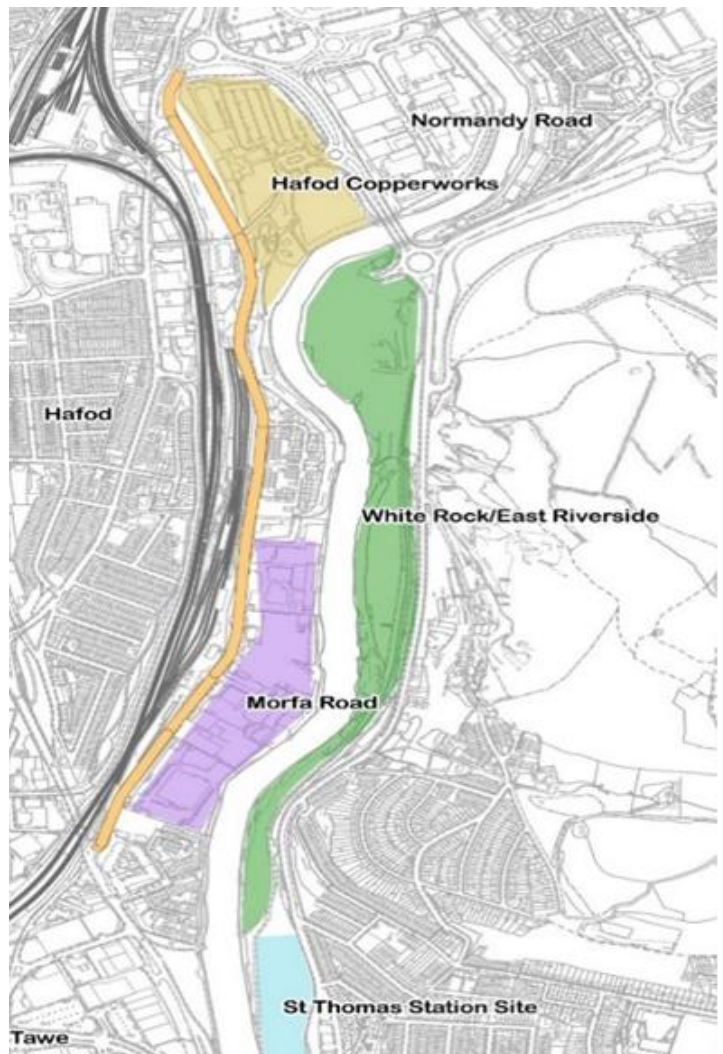 Normandy Road
Hafod Copperworks
Hafod
White Rock/East Riverside
Morfa Road
St Thomas Station Site
Tawe